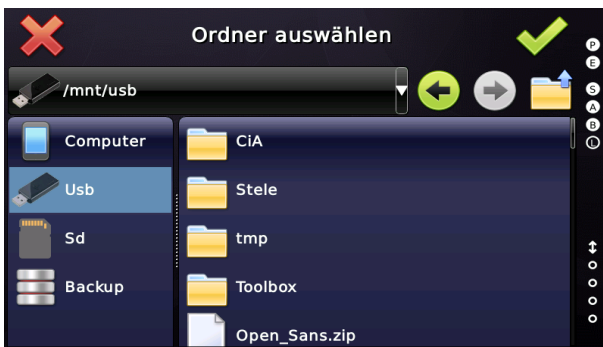 Ordner auswählen
/mnt/usb
Computer
Usb
Sd
Backup
CiA
Stele
tmp
Toolbox
Open_Sans.zip
P
E
S
A
B
L